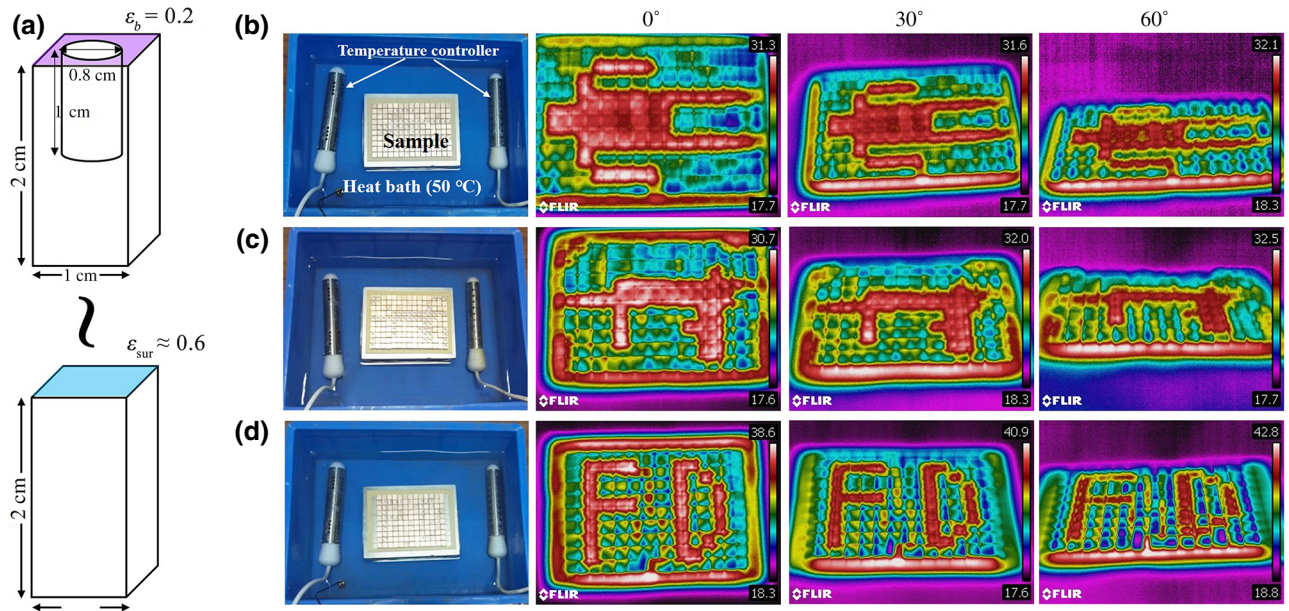 (a)
εb = 0.2
0.8 cm
1 cm
2 cm
1 cm
~
εsur ≈ 0.6
2 cm
0˚ 30˚ 60˚
(b)
Temperature controller
Sample
Heat bath (50 ℃)
31.3
17.7
FLIR
31.6
17.7
FLIR
32.1
18.3
FLIR
(c)
30.7
17.6
FLIR
32.0
18.3
FLIR
32.5
17.7
FLIR
(d)
38.6
18.3
FLIR
40.9
17.6
FLIR
42.8
18.8
FLIR